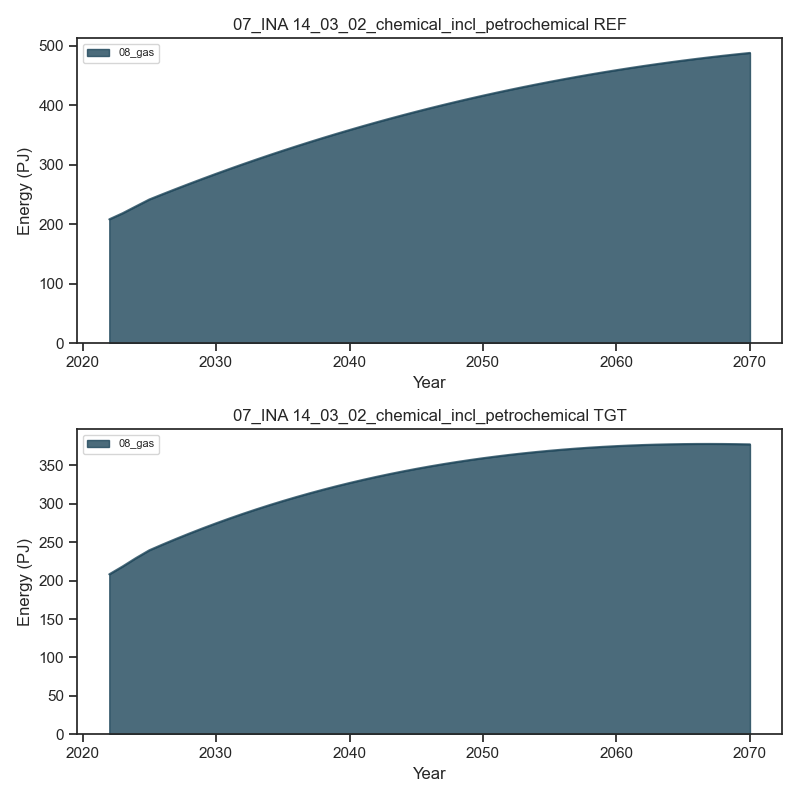 07_INA 14_03_02_chemical_incl_petrochemical REF
500
08_gas
400
300
200
100
0
Energy (PJ)
2020 2030 2040 2050 2060 2070
Year
07_INA 14_03_02_chemical_incl_petrochemical TGT
08_gas
350
300
250
200
150
100
50
0
Energy (PJ)
2020 2030 2040 2050 2060 2070
Year